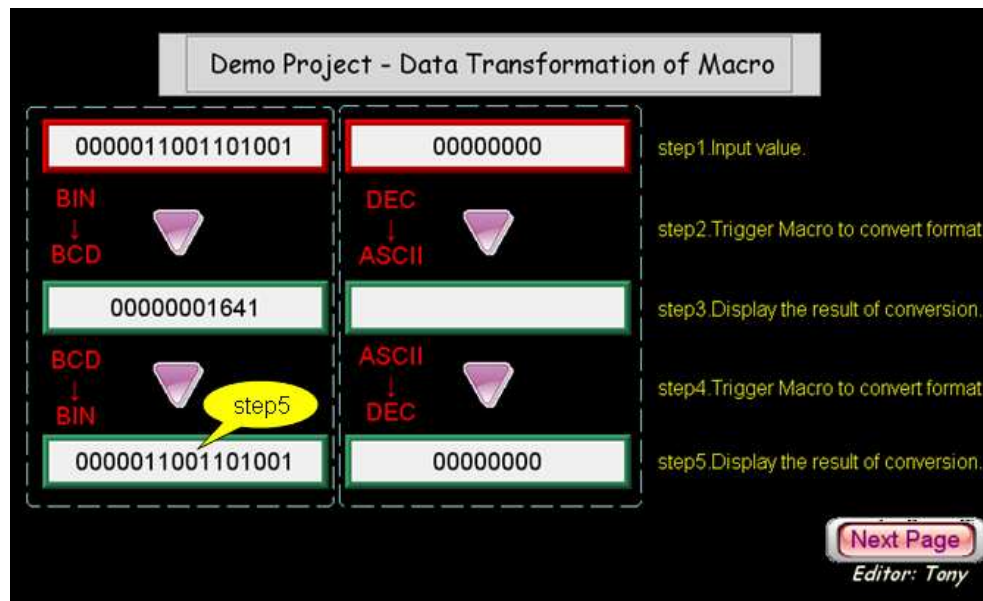 Demo Project - Data Transformation of Macro
0000011001101001
00000000
step1.Input value.
BIN
↓
BCD
DEC
↓
ASCII
step2.Trigger Macro to convert format
00000001641
step3.Display the result of conversion.
BCD
↓
BIN
step5
ASCII
↓
DEC
step4.Trigger Macro to convert format
0000011001101001
00000000
step5.Display the result of conversion.
Next Page
Editor: Tony